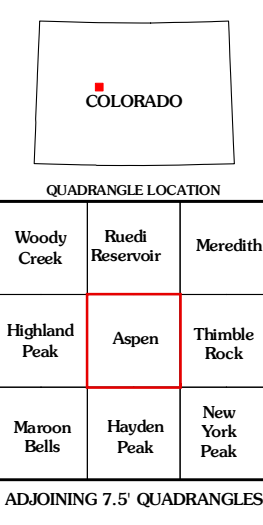 COLORADO
QUADRANGLE LOCATION
Woody
Creek
Ruedi
Reservoir
Meredith
Highland
Peak
Aspen
Thimble
Rock
Maroon
Bells
Hayden
Peak
New
York
Peak
ADJOINING 7.5' QUADRANGLES